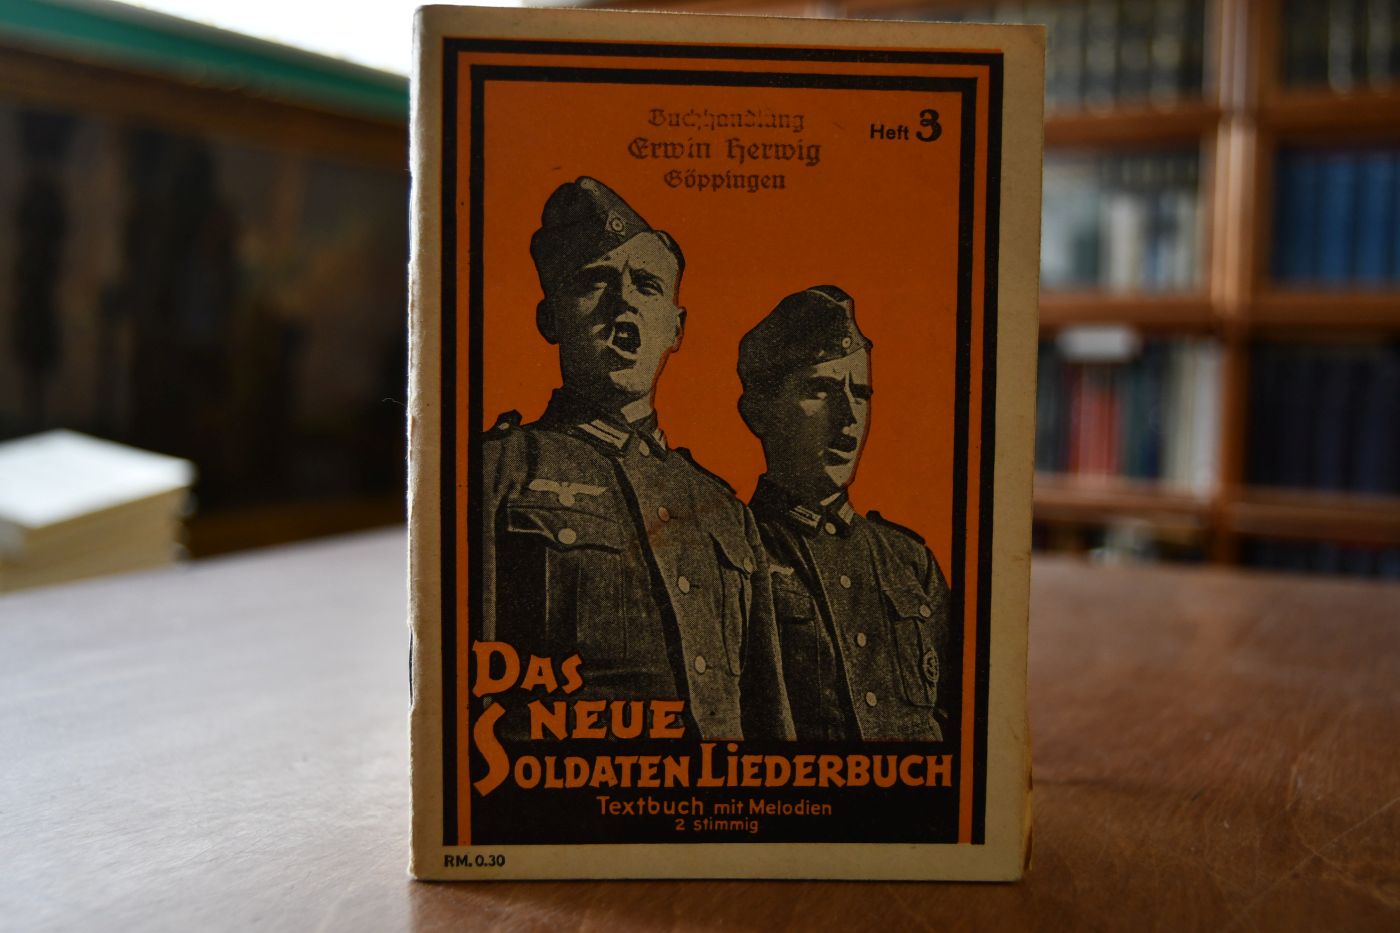 Buchhandlung
Erwin Herwig
Göppingen
Heft 3
DAS
NEUE
SOLDATEN LiEDERBUCH
Textbuch mit Melodien
2 stimmig
RM. 0.30